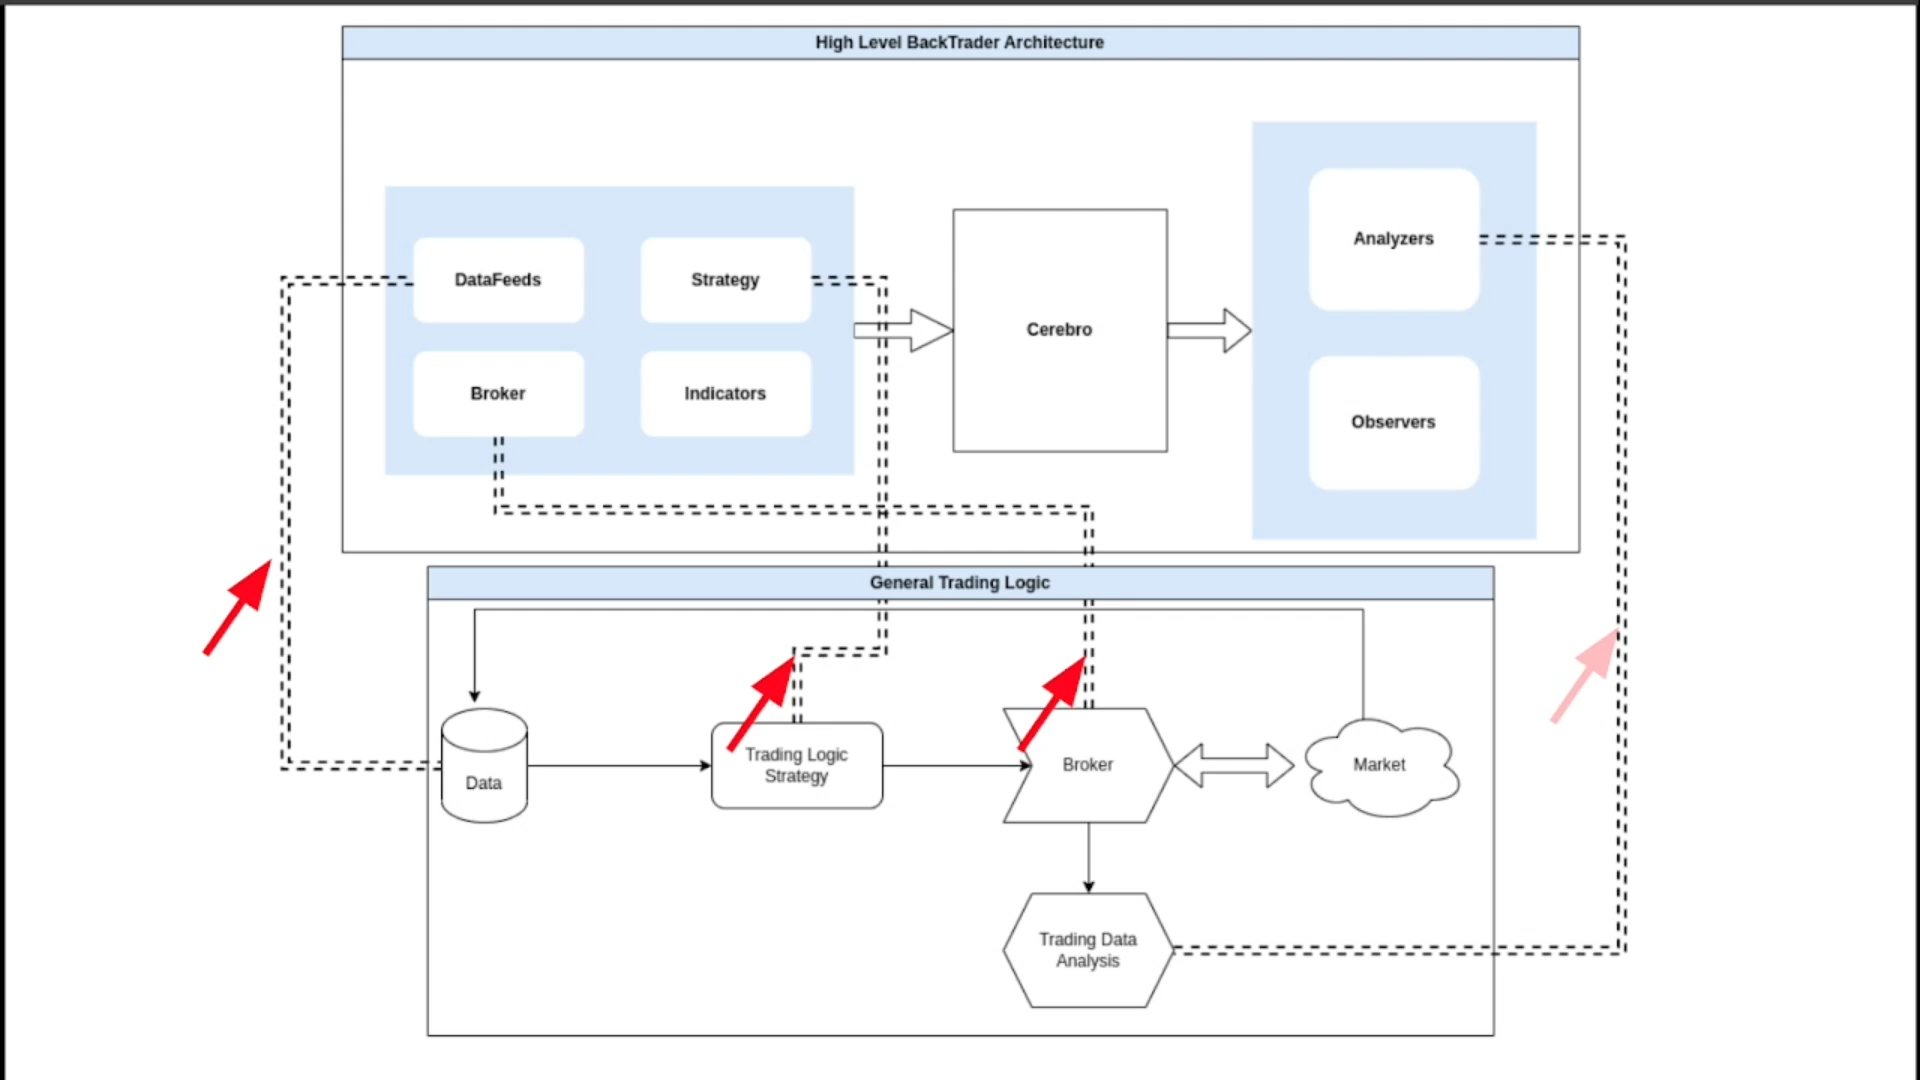 High Level BackTrader Architecture
DataFeeds
Strategy
Broker
Indicators
Cerebro
Analyzers
Observers
General Trading Logic
Data
Trading Logic
Strategy
Broker
Market
Trading Data
Analysis